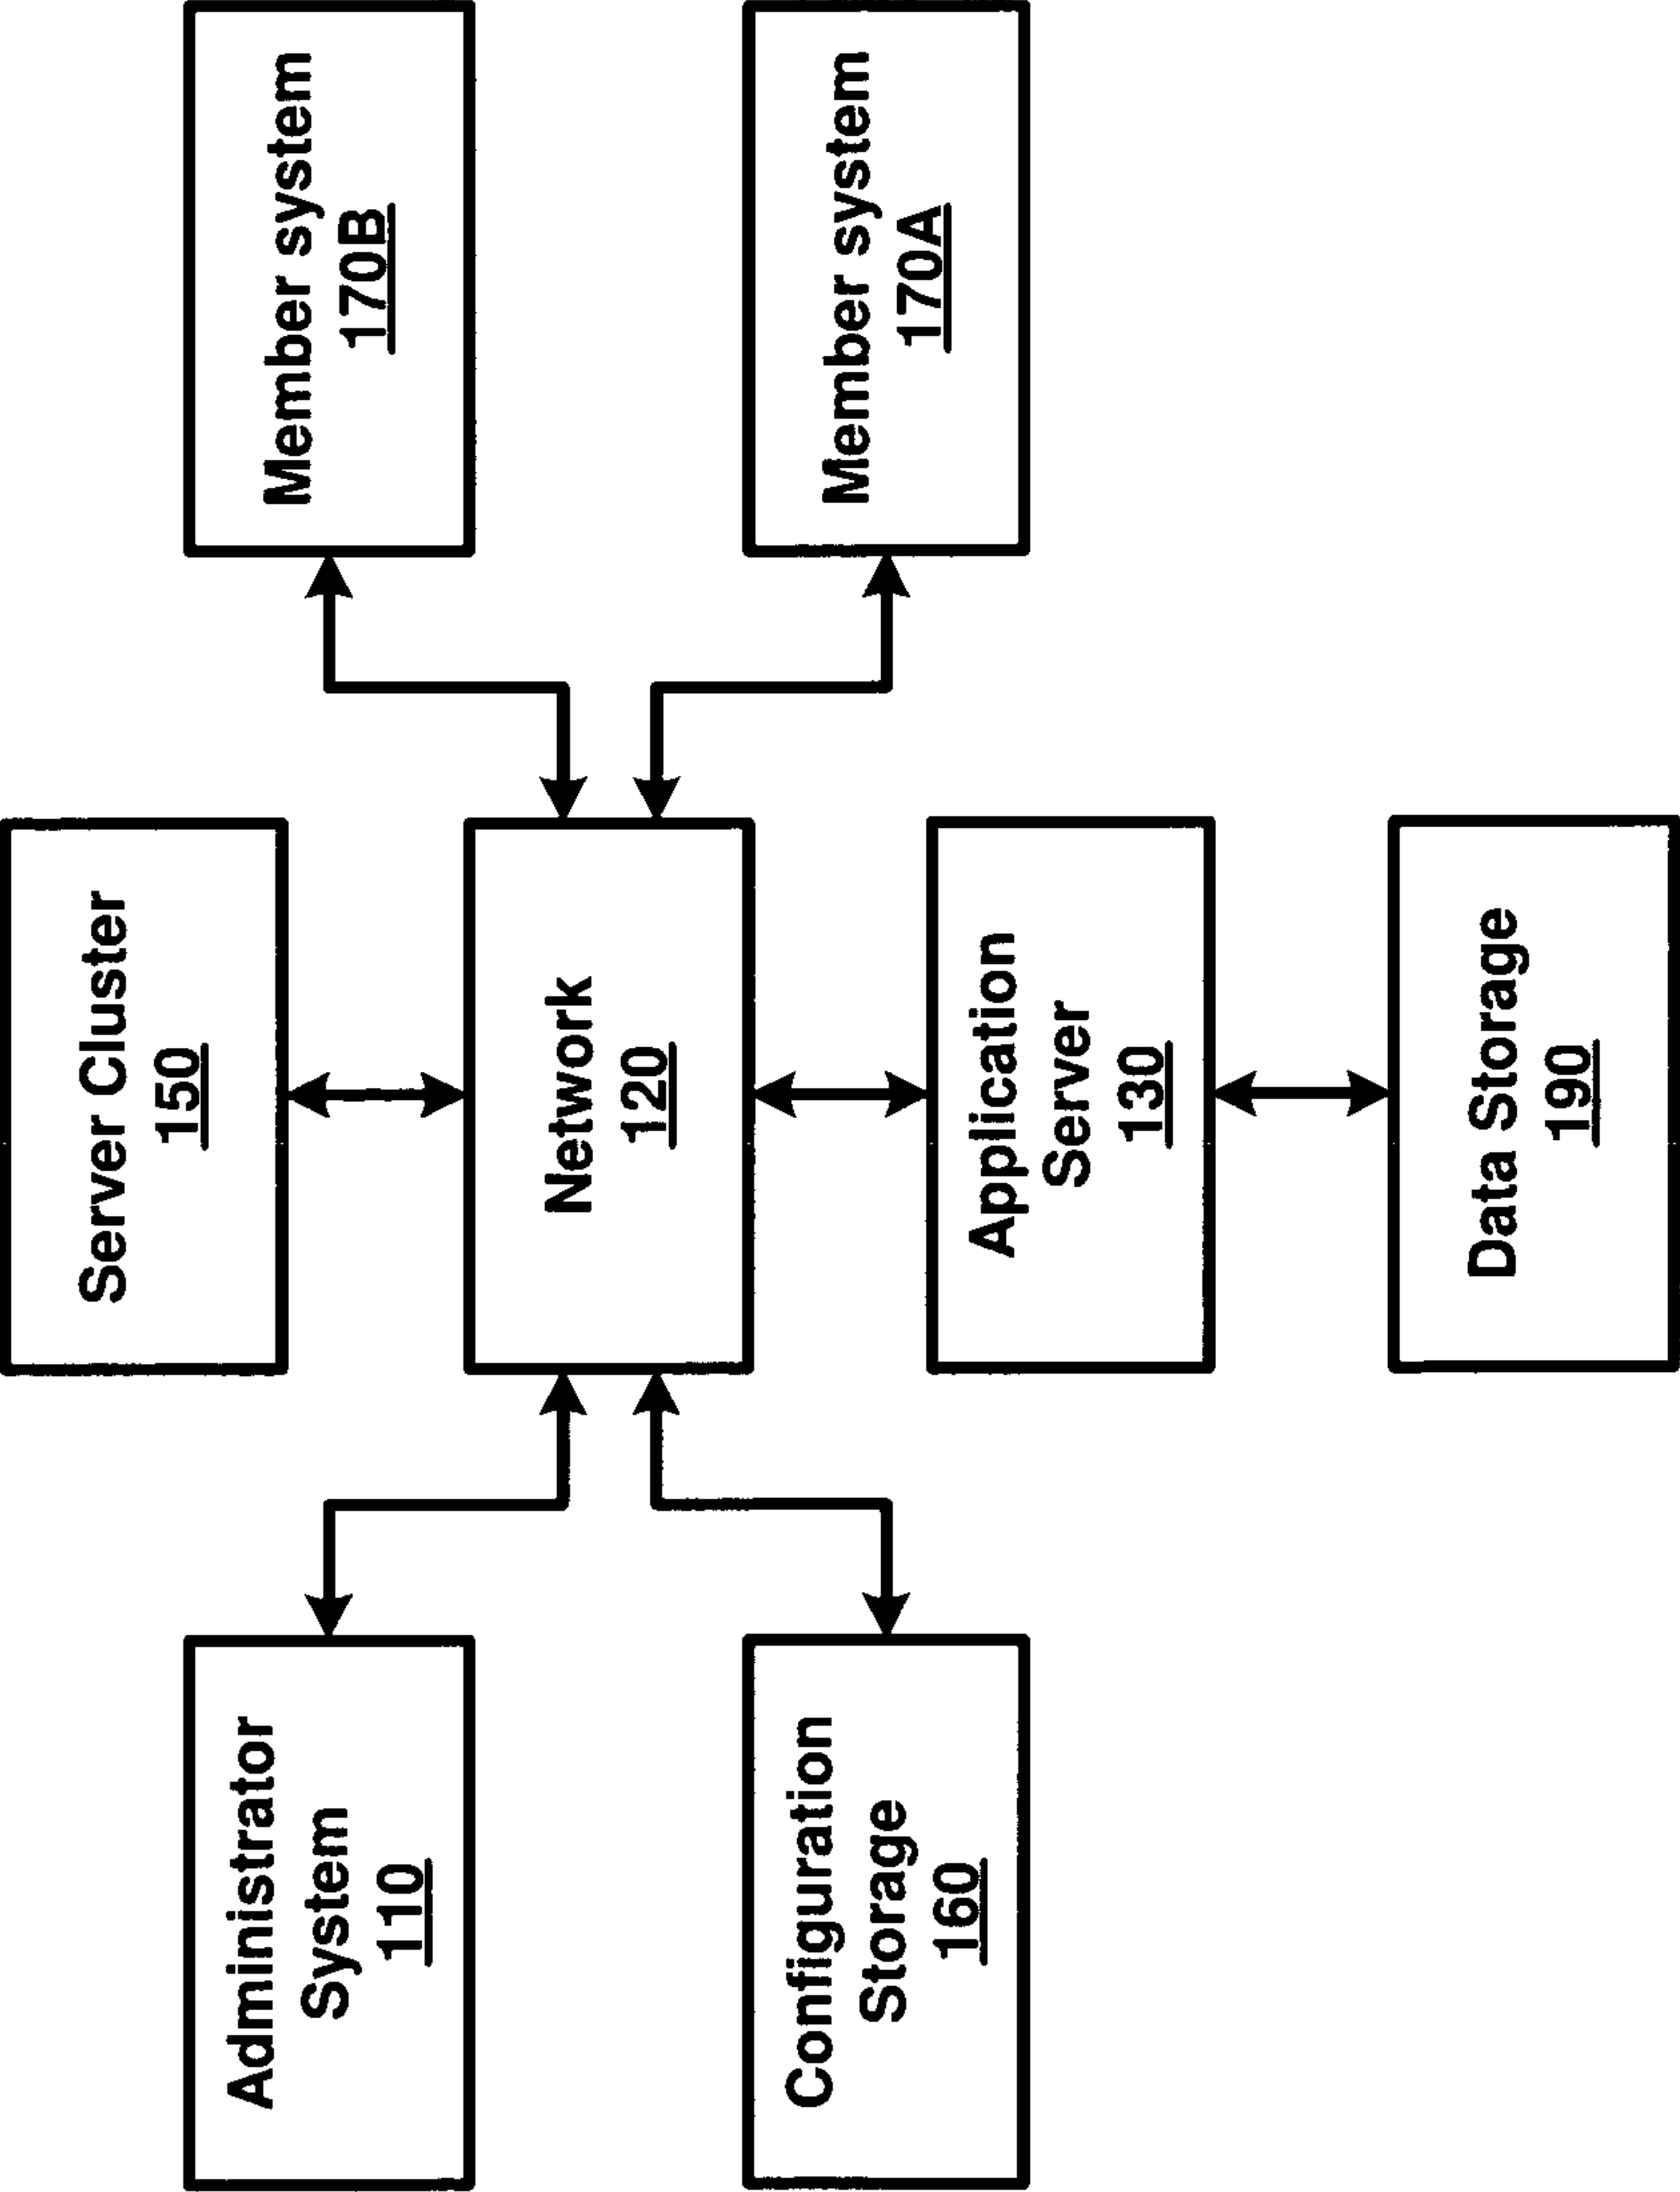 Server Cluster
150
Administrator
System
110
Member system
170B
Network
120
Configuration
Storage
160
Member system
170A
Application
Server
130
Data Storage
190